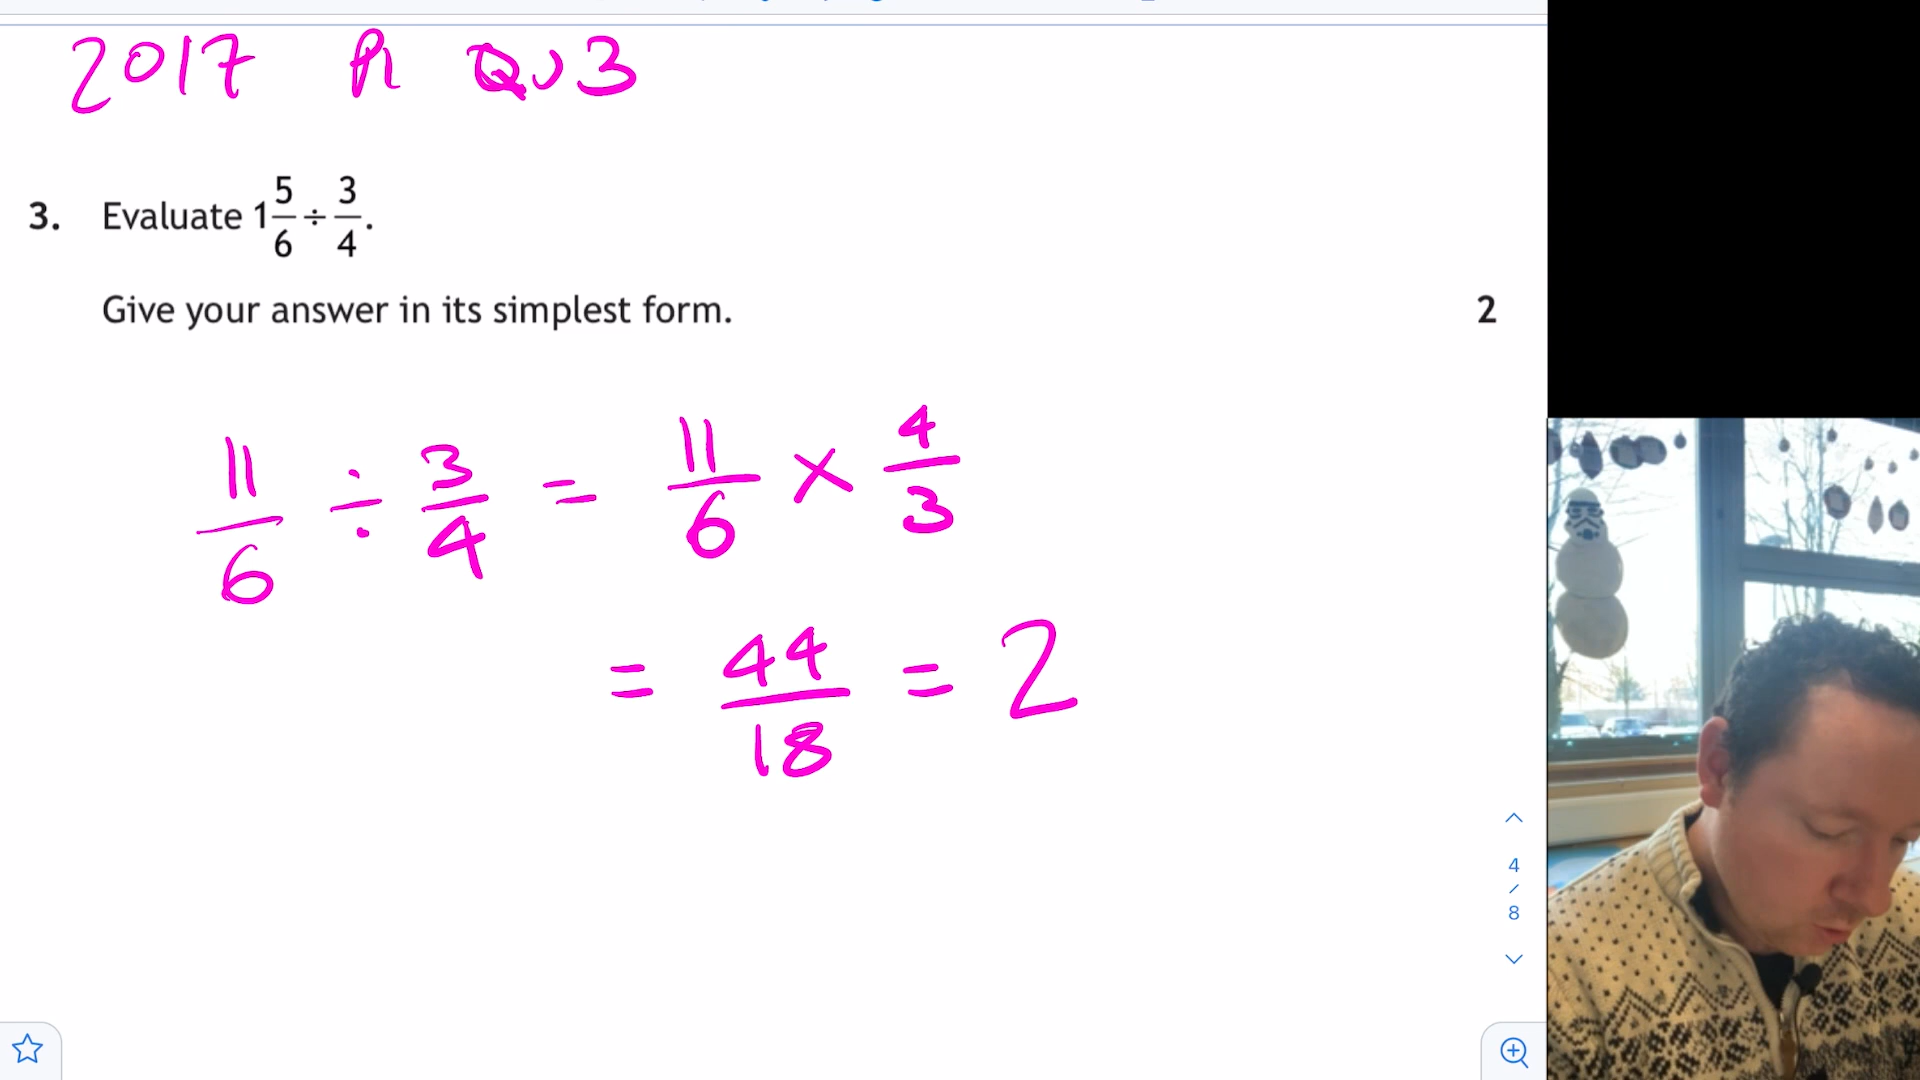 2017 P1 QU3
3. Evaluate 1 5/6 ÷ 3/4.
Give your answer in its simplest form. 2
11/6 ÷ 3/4 = 11/6 × 4/3
= 44/18 = 2
4
/
8